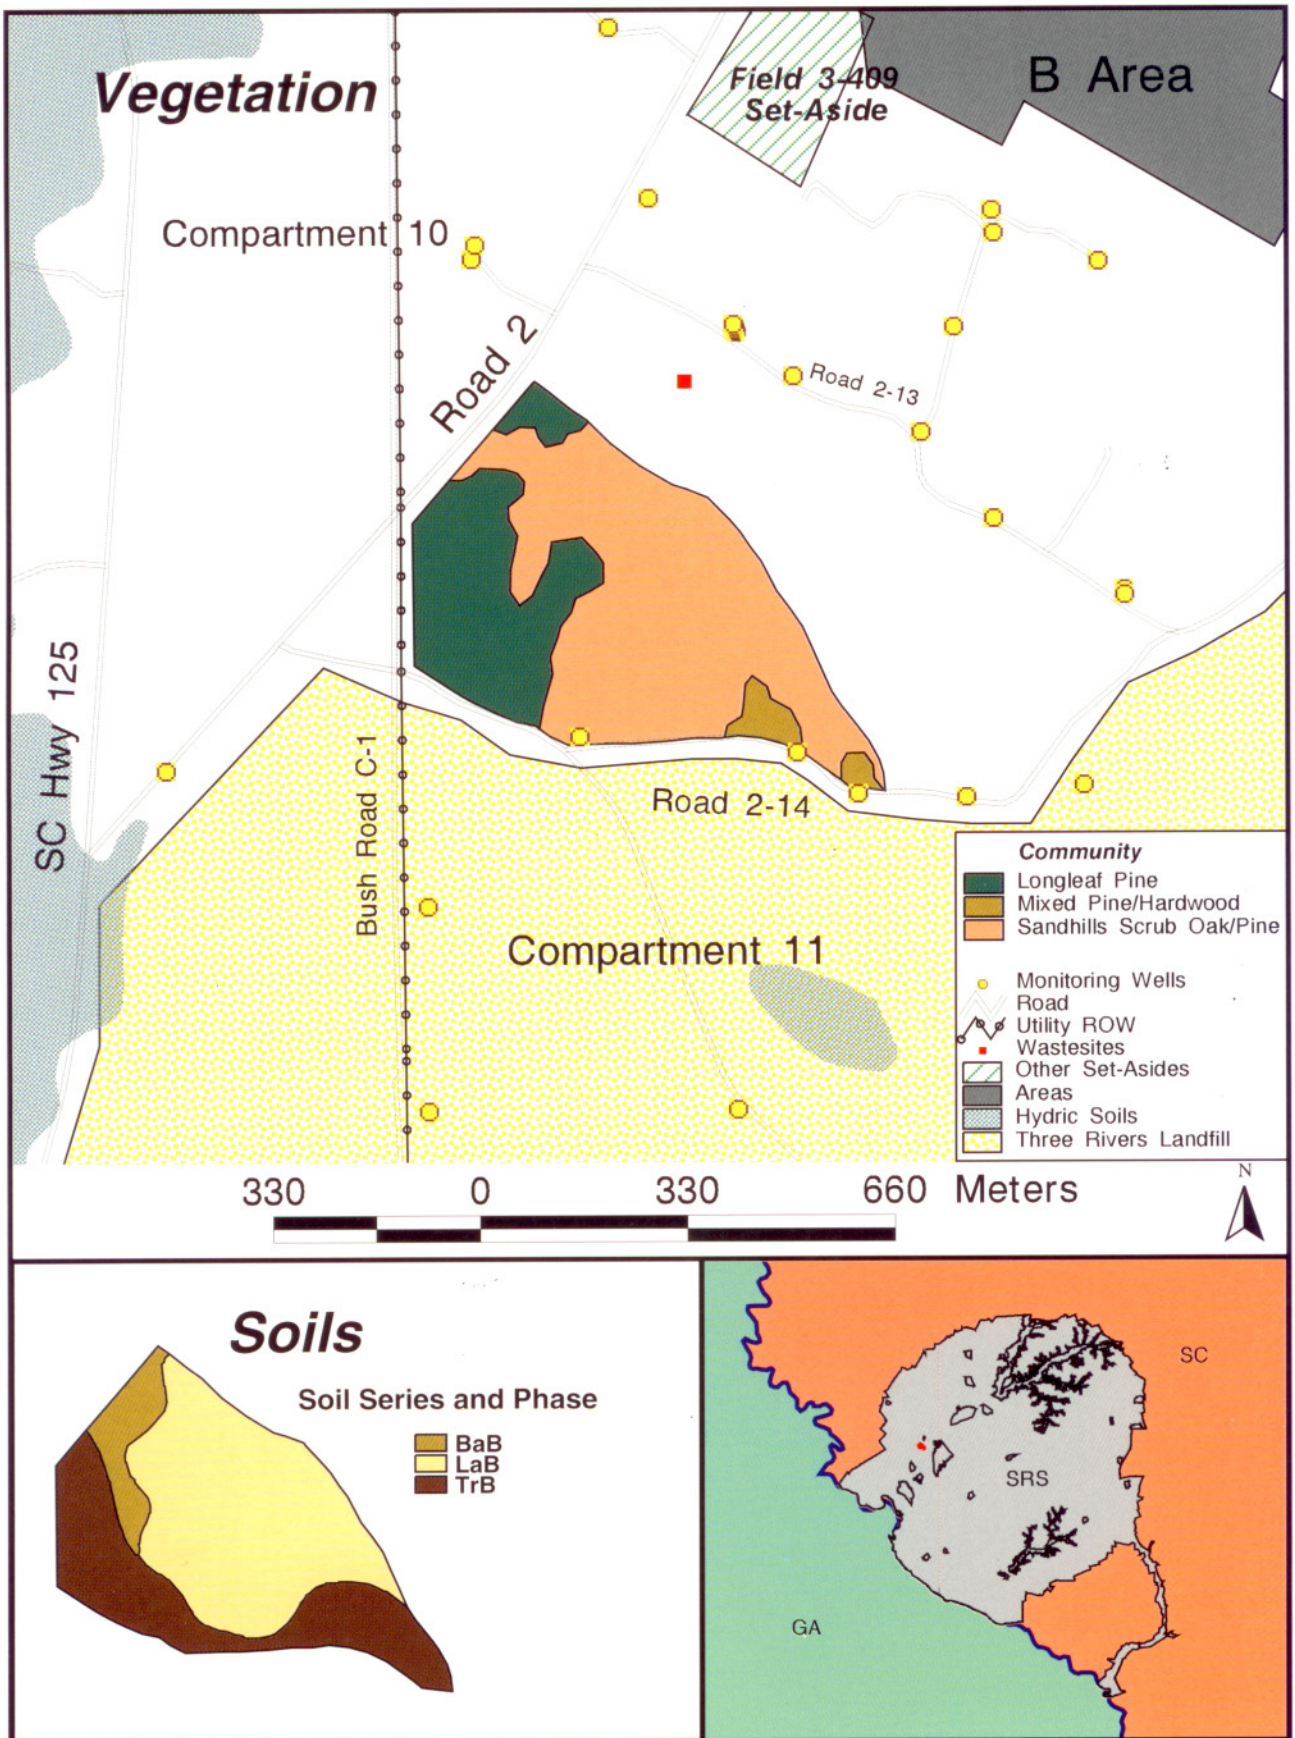 Vegetation
Field 3-409
Set-Aside
B Area
Compartment 10
Road 2
Road 2-13
SC Hwy 125
Bush Road C-1
Road 2-14
Compartment 11
Community
Longleaf Pine
Mixed Pine/Hardwood
Sandhills Scrub Oak/Pine
Monitoring Wells
Road
Utility ROW
Wastesites
Other Set-Asides
Areas
Hydric Soils
Three Rivers Landfill
330 0 330 660 Meters
N
Soils
Soil Series and Phase
BaB
LaB
TrB
SC
SRS
GA